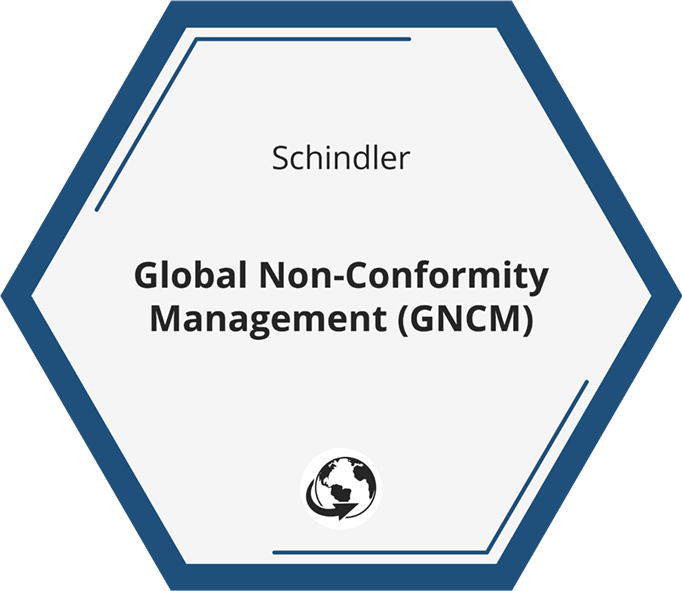 Schindler
Global Non-Conformity
Management (GNCM)